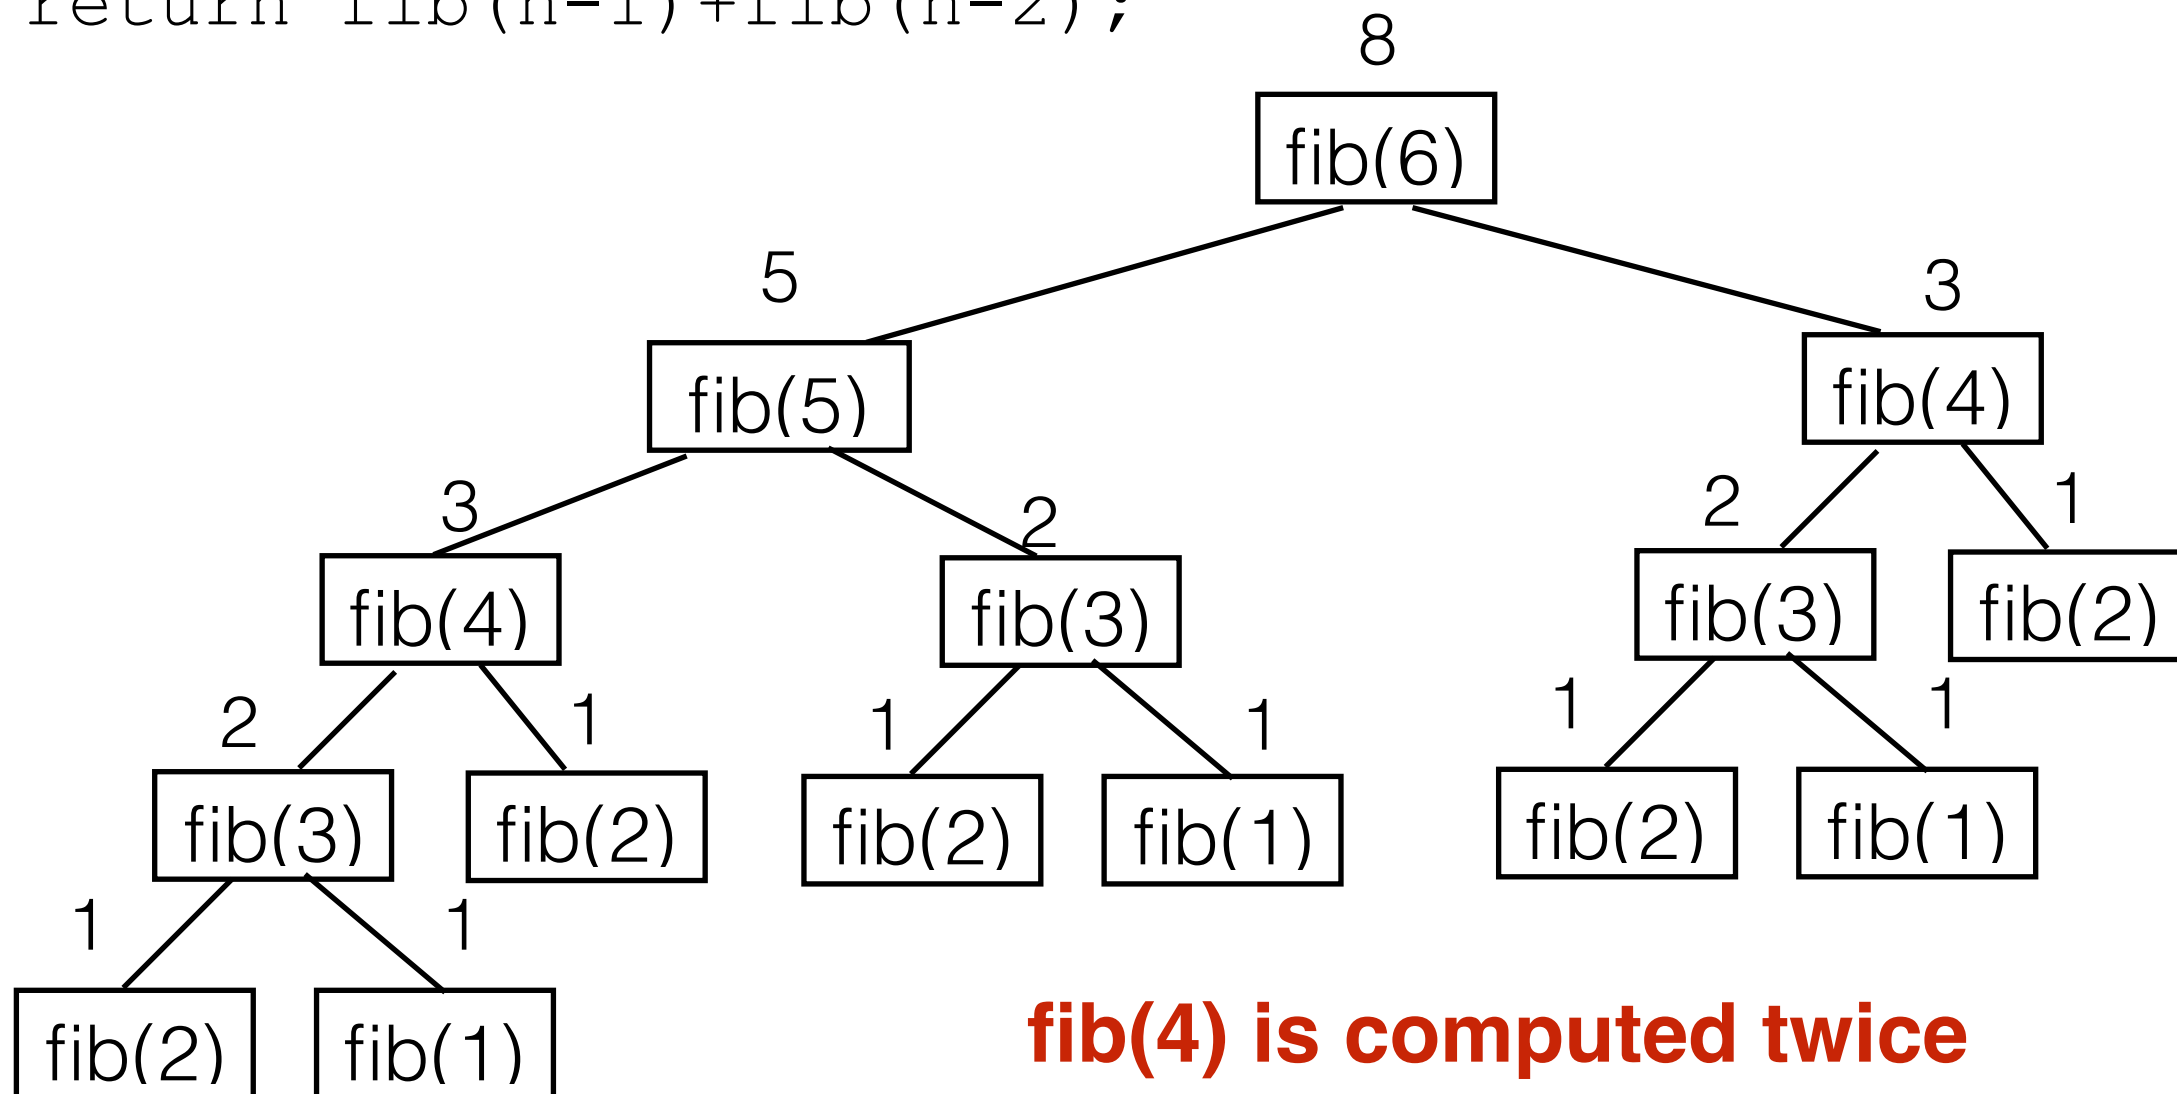 return fib(n-1)+fib(n-2);
8
fib(6)
5
3
fib(5)
fib(4)
3
2
2
1
fib(4)
fib(3)
fib(3)
fib(2)
2
1
1
1
1
1
fib(3)
fib(2)
fib(2)
fib(1)
fib(2)
fib(1)
1
1
fib(2)
fib(1)
fib(4) is computed twice